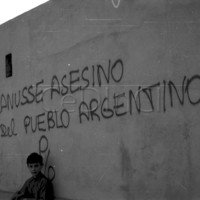 ANUSSE ASESINO
del PUEBLO ARGENTINO